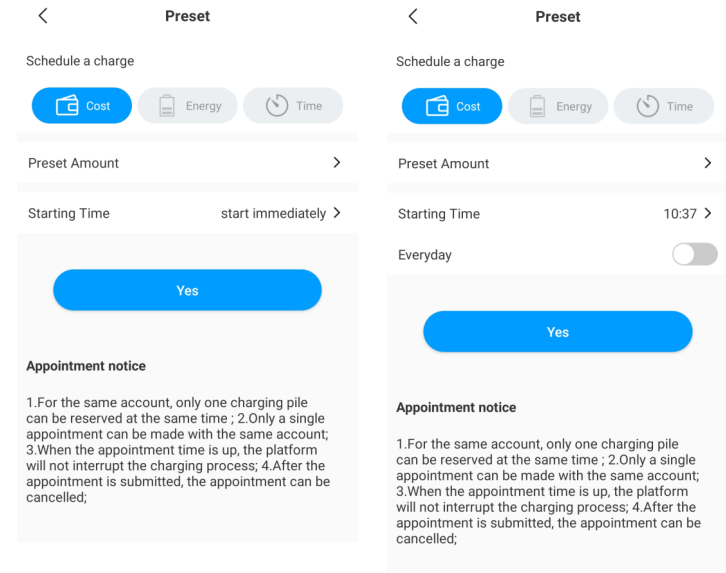 Preset
Schedule a charge
Cost
Energy
Time
Preset Amount
Starting Time start immediately
Yes
Appointment notice
1.For the same account, only one charging pile
can be reserved at the same time ; 2.Only a single
appointment can be made with the same account;
3.When the appointment time is up, the platform
will not interrupt the charging process; 4.After the
appointment is submitted, the appointment can be
cancelled;
Preset
Schedule a charge
Cost
Energy
Time
Preset Amount
Starting Time 10:37
Everyday
Yes
Appointment notice
1.For the same account, only one charging pile
can be reserved at the same time ; 2.Only a single
appointment can be made with the same account;
3.When the appointment time is up, the platform
will not interrupt the charging process; 4.After the
appointment is submitted, the appointment can be
cancelled;